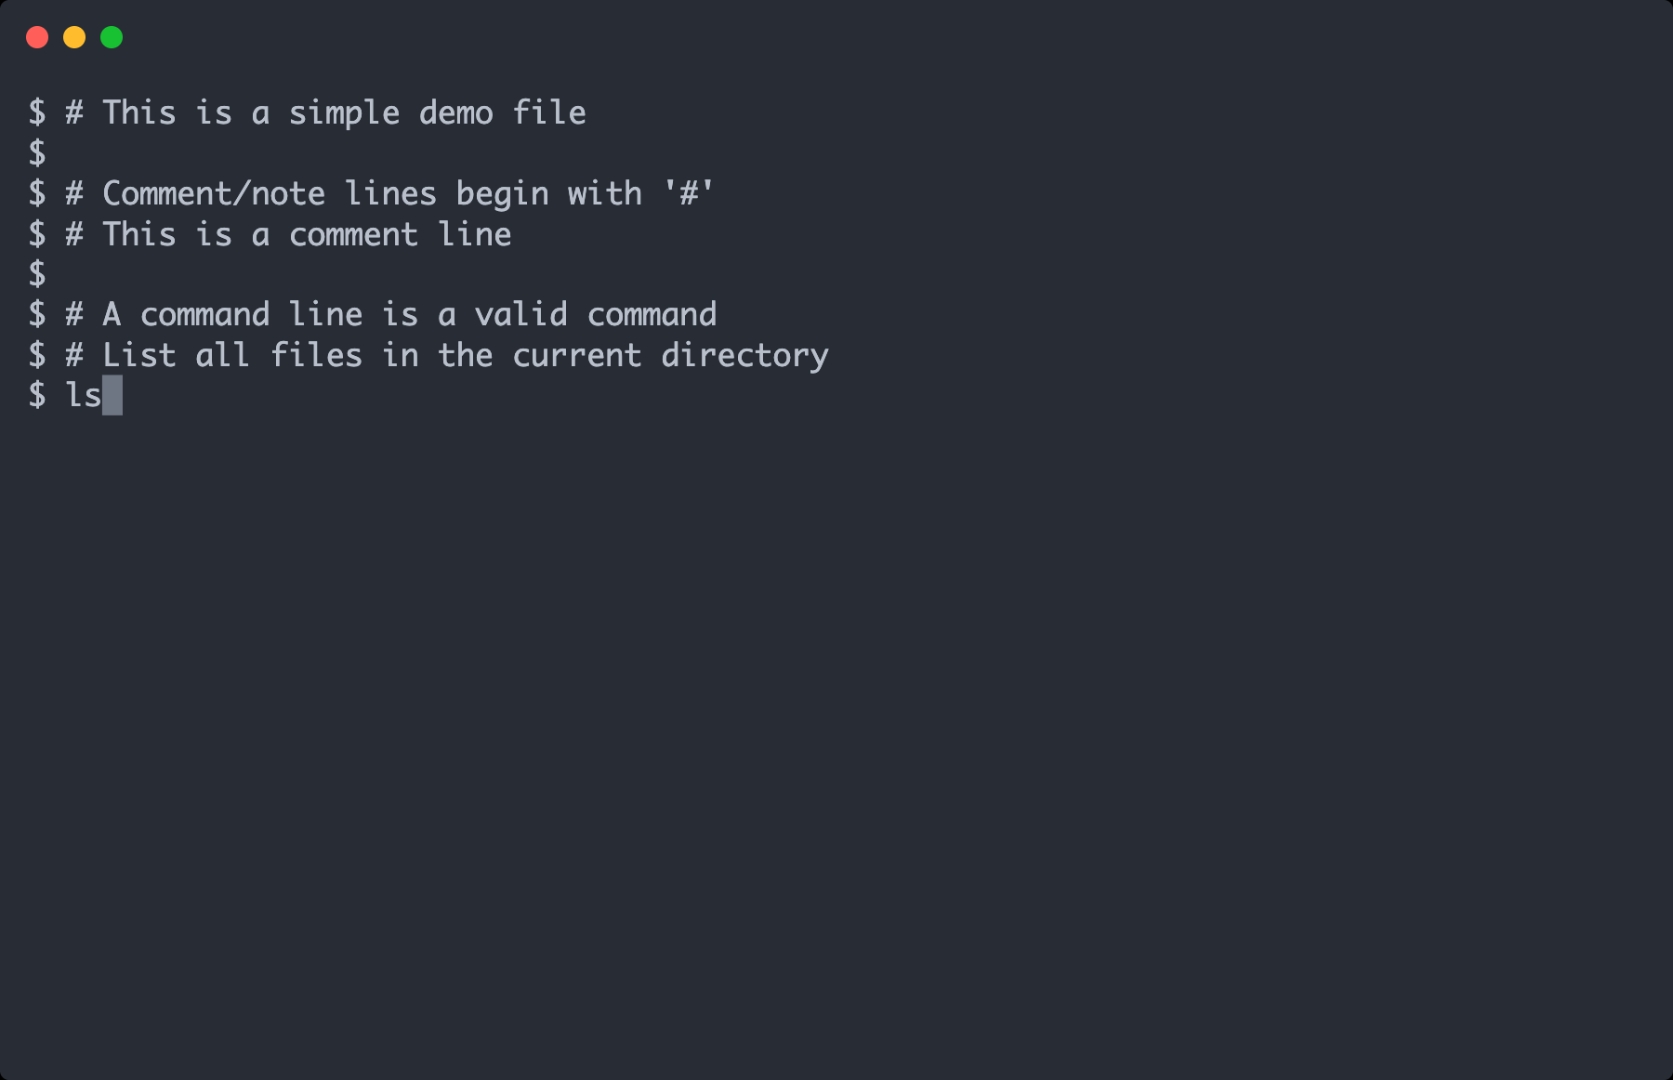 $ # This is a simple demo file
$
$ # Comment/note lines begin with '#'
$ # This is a comment line
$
$ # A command line is a valid command
$ # List all files in the current directory
$ ls